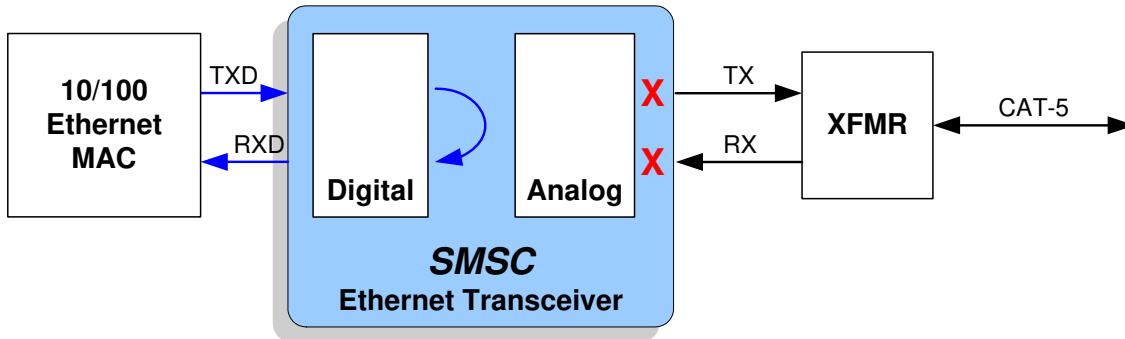 10/100
Ethernet
MAC
TXD
RXD
Digital
Analog
X
X
SMSC
Ethernet Transceiver
TX
RX
XFMR
CAT-5